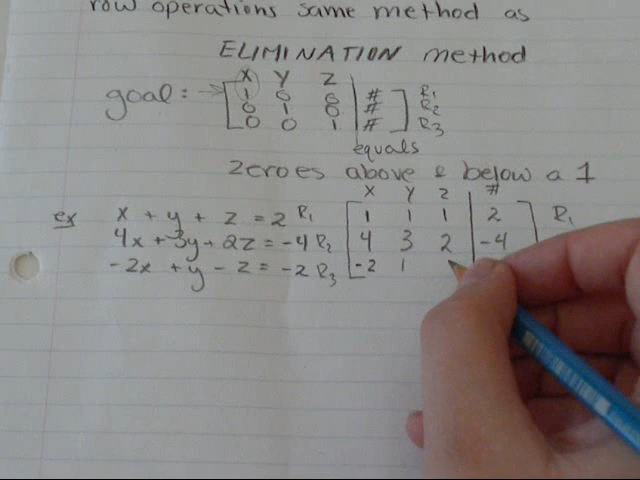 row operations same method as
ELIMINATION method
X Y Z
goal: → [ 1 0 0 | # ] R1
0 1 0 | # R2
0 0 1 | # R3
equals
zeroes above & below a 1
X Y Z #
ex x + y + z = 2 R1 [ 1 1 1 | 2 ] R1
4x + 3y + 2z = -4 R2 4 3 2 | -4
-2x + y - z = -2 R3 -2 1